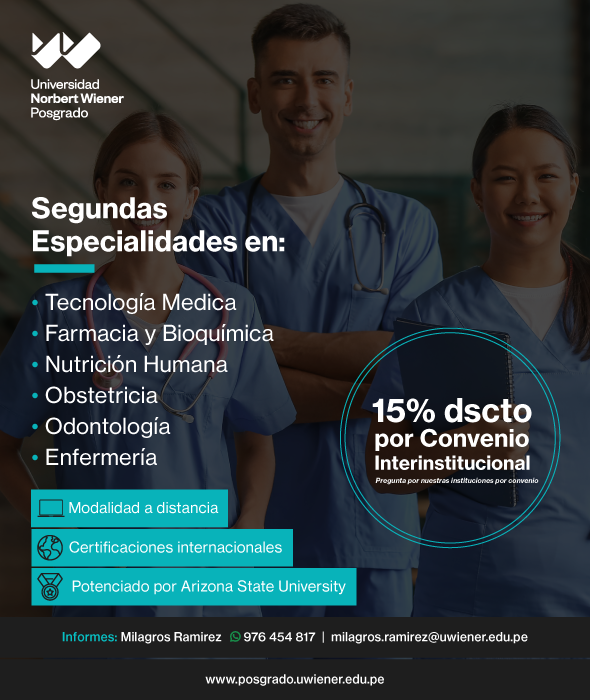 Universidad
Norbert Wiener
Posgrado
Segundas
Especialidades en:
• Tecnología Medica
• Farmacia y Bioquímica
• Nutrición Humana
• Obstetricia
• Odontología
• Enfermería
15% dscto
por Convenio
Interinstitucional
Pregunta por nuestras instituciones por convenio
Modalidad a distancia
Certificaciones internacionales
Potenciado por Arizona State University
Informes: Milagros Ramirez 976 454 817 | milagros.ramirez@uwiener.edu.pe
www.posgrado.uwiener.edu.pe